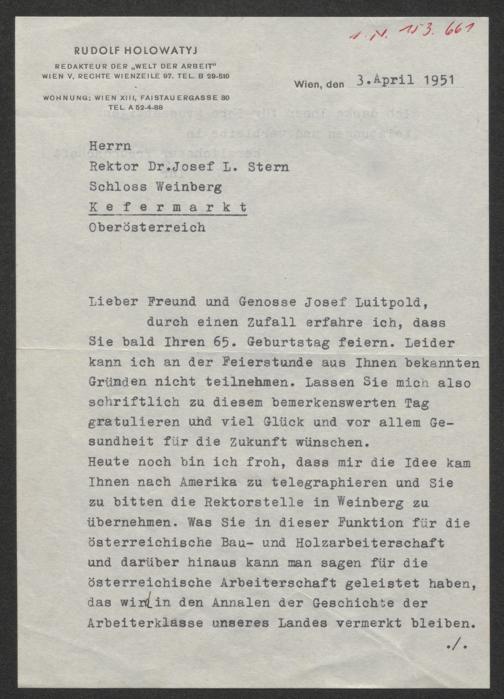 1.N. 153.661
RUDOLF HOLOWATYJ
REDAKTEUR DER „WELT DER ARBEIT"
WIEN V, RECHTE WIENZEILE 97. TEL. B 29-510
WOHNUNG: WIEN XIII, FAISTAUERGASSE 80
TEL. A 52-4-88
Wien, den 3.April 1951
Herrn
Rektor Dr.Josef L. Stern
Schloss Weinberg
K e f e r m a r k t
Oberösterreich
Lieber Freund und Genosse Josef Luitpold,
durch einen Zufall erfahre ich, dass
Sie bald Ihren 65. Geburtstag feiern. Leider
kann ich an der Feierstunde aus Ihnen bekannten
Gründen nicht teilnehmen. Lassen Sie mich also
schriftlich zu diesem bemerkenswerten Tag
gratulieren und viel Glück und vor allem Ge-
sundheit für die Zukunft wünschen.
Heute noch bin ich froh, dass mir die Idee kam
Ihnen nach Amerika zu telegraphieren und Sie
zu bitten die Rektorstelle in Weinberg zu
übernehmen. Was Sie in dieser Funktion für die
österreichische Bau- und Holzarbeiterschaft
und darüber hinaus kann man sagen für die
österreichische Arbeiterschaft geleistet haben,
das wird in den Annalen der Geschichte der
Arbeiterklasse unseres Landes vermerkt bleiben.
./.